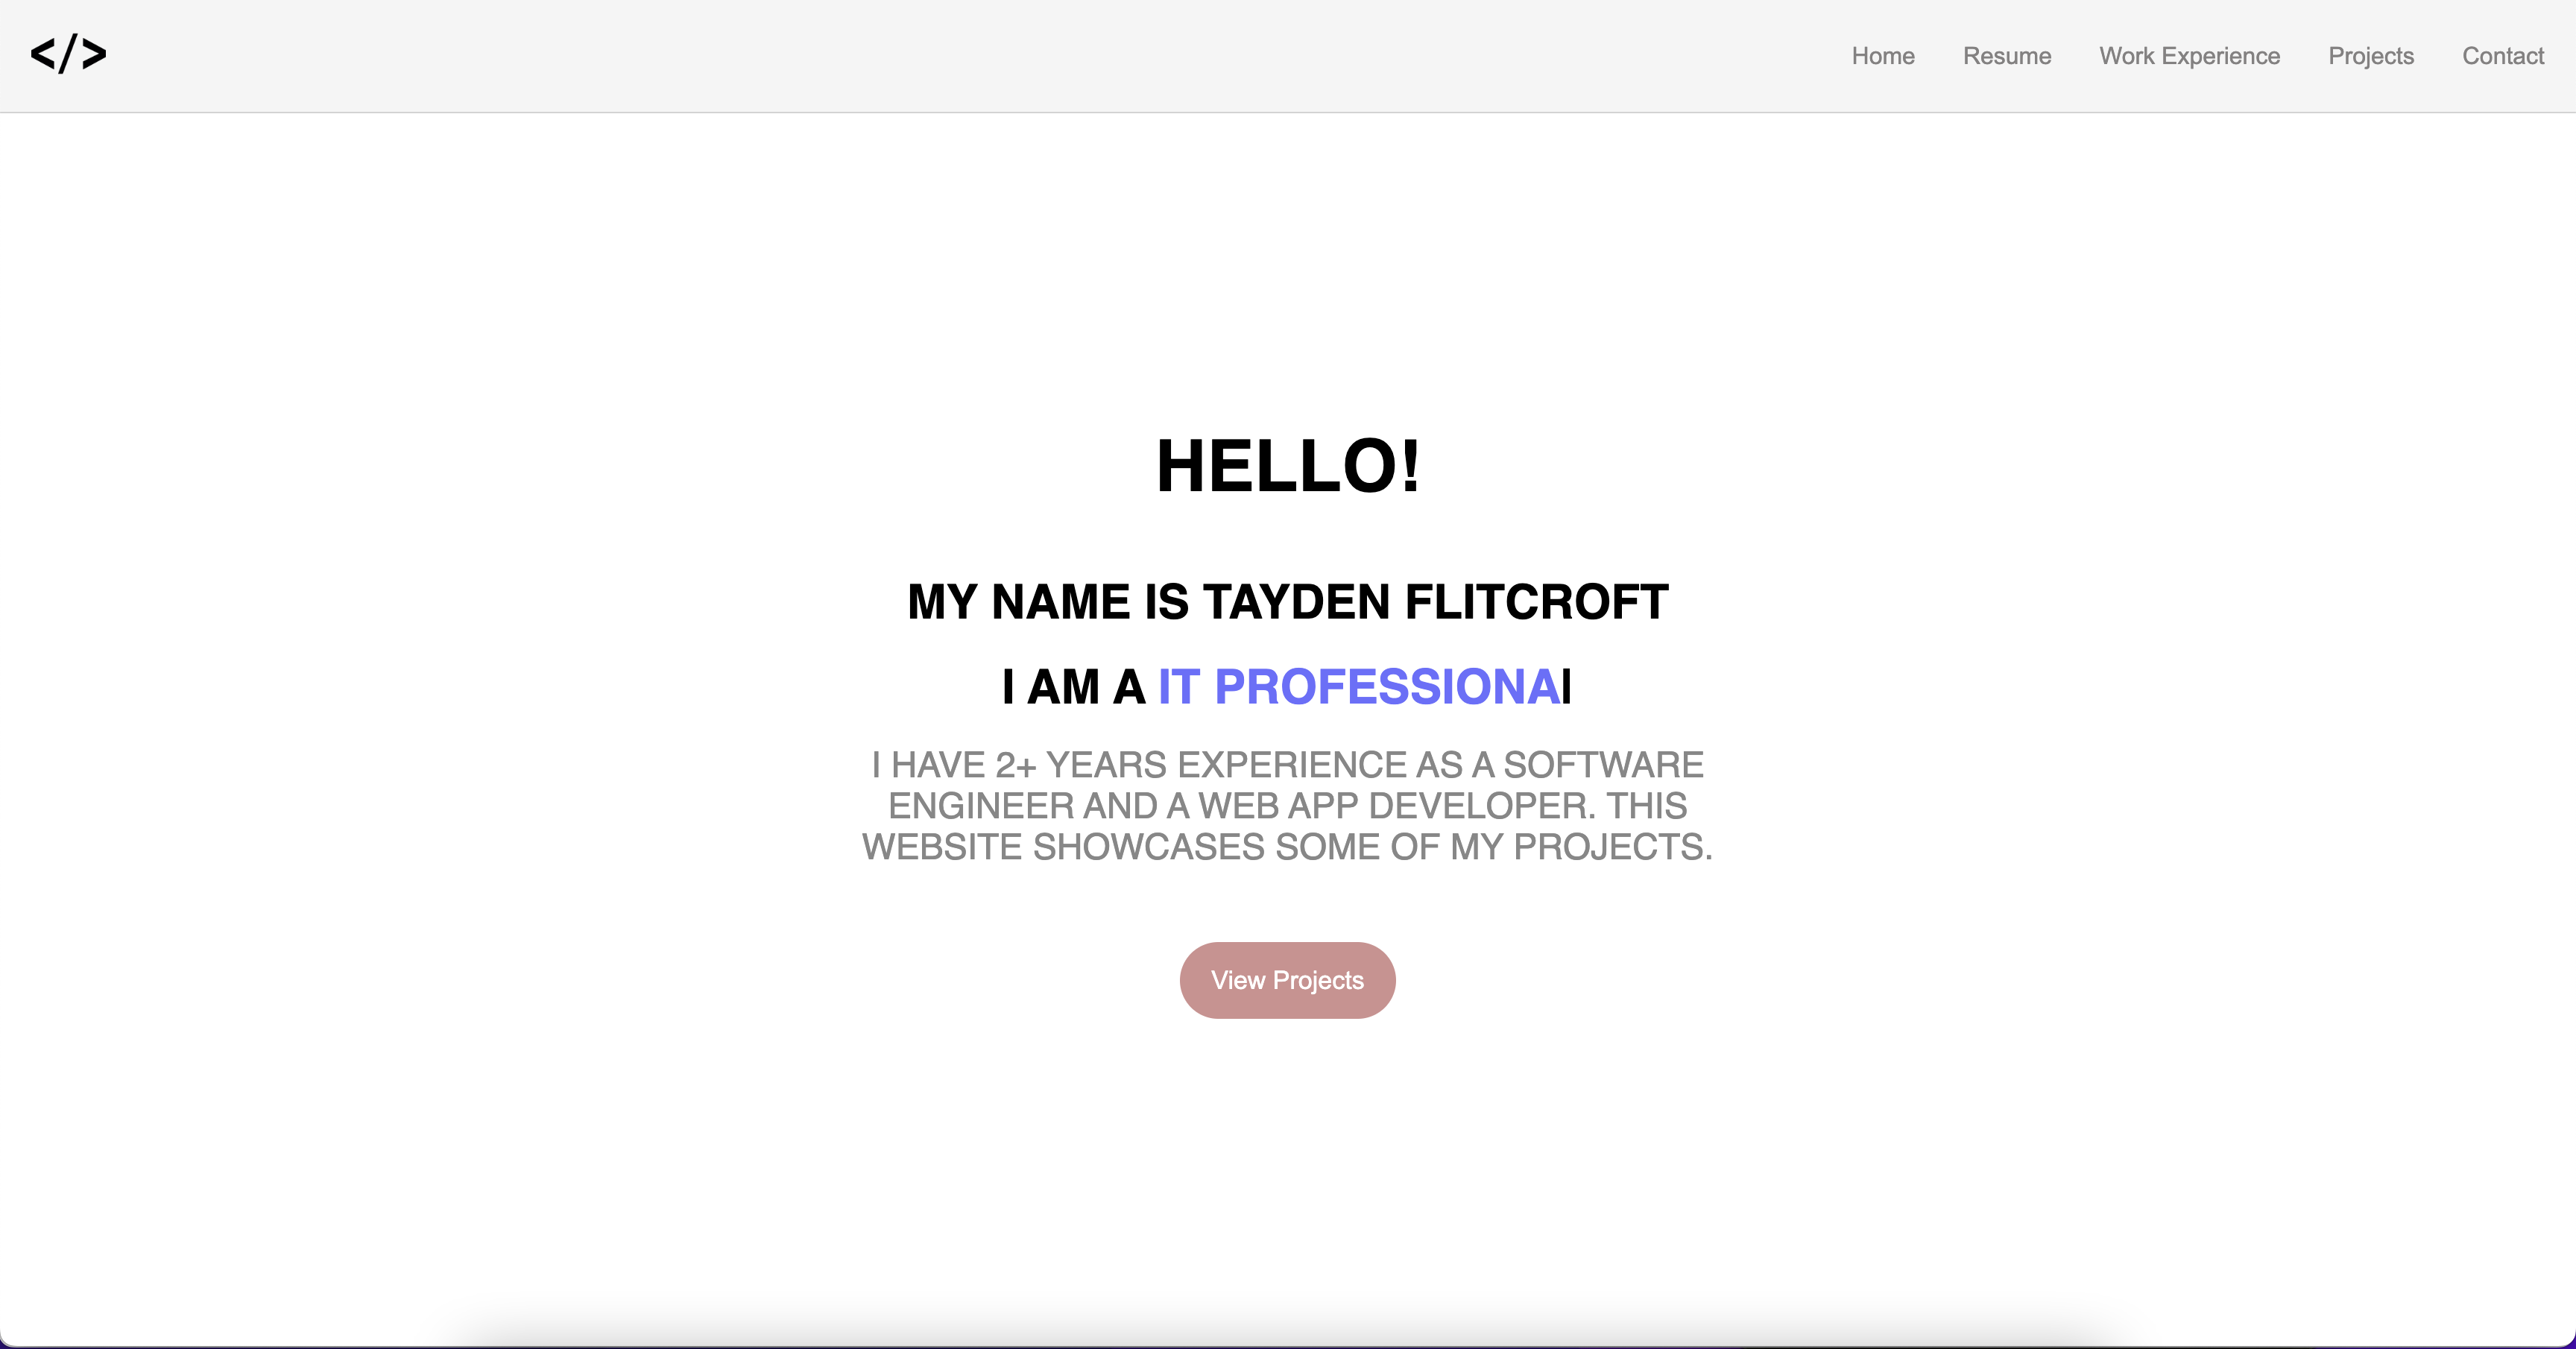 </>
Home Resume Work Experience Projects Contact
HELLO!
MY NAME IS TAYDEN FLITCROFT
I AM A IT PROFESSIONA|
I HAVE 2+ YEARS EXPERIENCE AS A SOFTWARE
ENGINEER AND A WEB APP DEVELOPER. THIS
WEBSITE SHOWCASES SOME OF MY PROJECTS.
View Projects